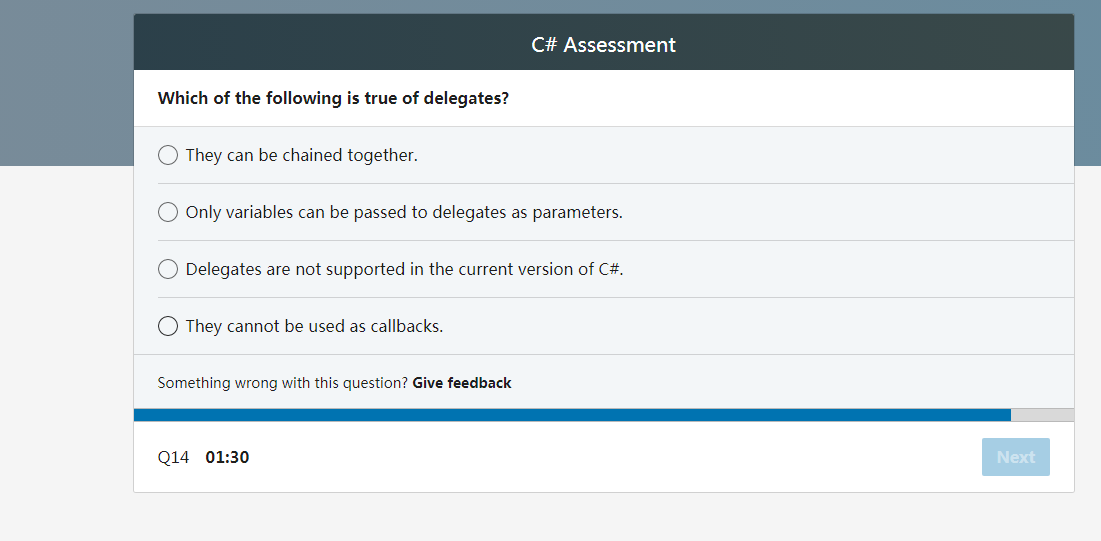 C# Assessment
Which of the following is true of delegates?
They can be chained together.
Only variables can be passed to delegates as parameters.
Delegates are not supported in the current version of C#.
They cannot be used as callbacks.
Something wrong with this question? Give feedback
Q14 01:30 Next